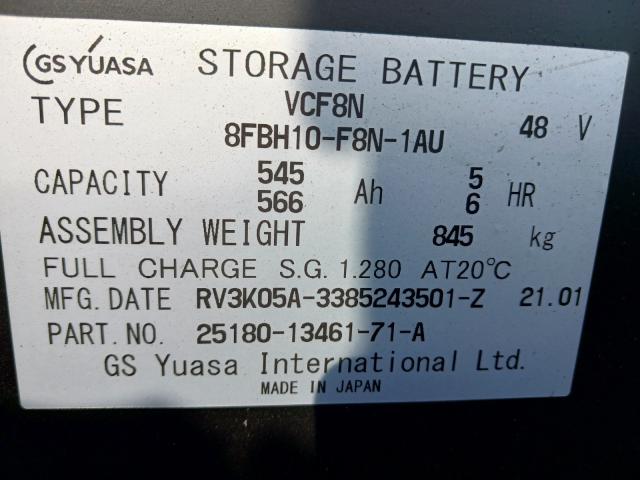 GS YUASA STORAGE BATTERY
TYPE VCF8N 48 V
8FBH10-F8N-1AU
CAPACITY 545 Ah 5 HR
566 6
ASSEMBLY WEIGHT 845 kg
FULL CHARGE S.G. 1.280 AT20℃
MFG. DATE RV3K05A-3385243501-Z 21.01
PART. NO. 25180-13461-71-A
GS Yuasa International Ltd.
MADE IN JAPAN